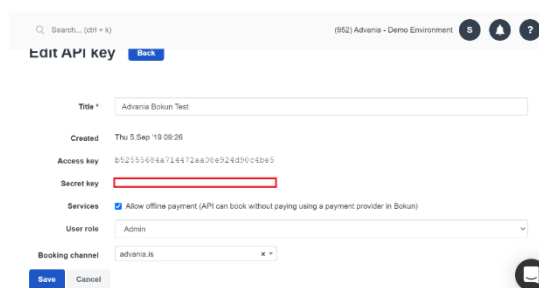 Search... (ctrl + k)
(952) Advania - Demo Environment
S
?
Edit API key
Back
Title *
Advania Bokun Test
Created
Thu 5.Sep '19 09:26
Access key
Secret key
Services
Allow offline payment (API can book without paying using a payment provider in Bokun)
User role
Admin
Booking channel
advania.is
Save
Cancel